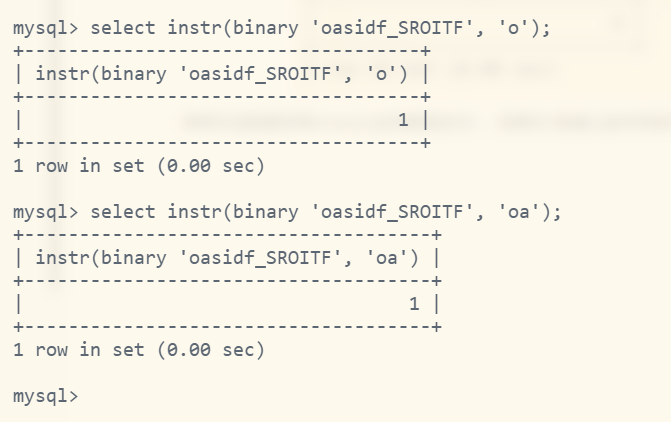 mysql> select instr(binary 'oasidf_SROITF', 'o');
+-----------------------------------+
| instr(binary 'oasidf_SROITF', 'o') |
+-----------------------------------+
|                                  1 |
+-----------------------------------+
1 row in set (0.00 sec)
mysql> select instr(binary 'oasidf_SROITF', 'oa');
+------------------------------------+
| instr(binary 'oasidf_SROITF', 'oa') |
+------------------------------------+
|                                   1 |
+------------------------------------+
1 row in set (0.00 sec)
mysql>